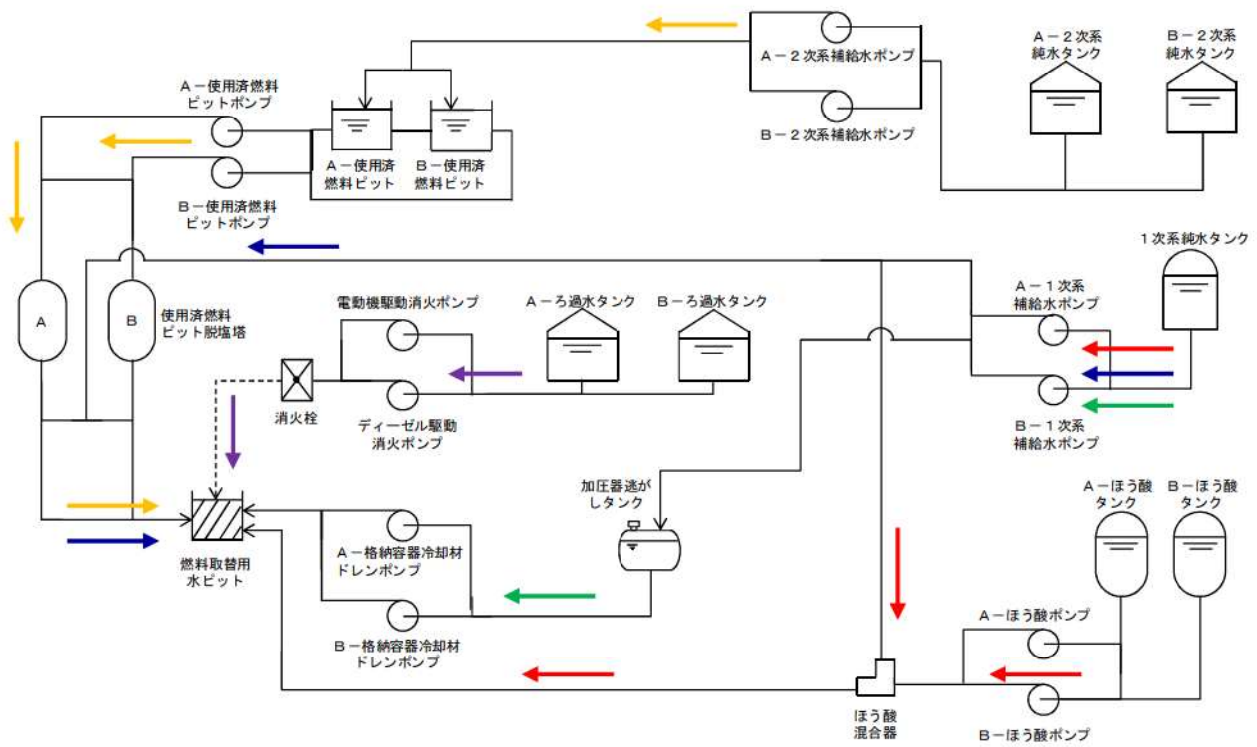 A－2次系補給水ポンプ
B－2次系補給水ポンプ
A－2次系
純水タンク
B－2次系
純水タンク
A－使用済燃料
ピットポンプ
A－使用済
燃料ピット
B－使用済
燃料ピット
B－使用済燃料
ピットポンプ
1次系純水タンク
A
B
使用済燃料
ピット脱塩塔
電動機駆動消火ポンプ
A－ろ過水タンク
B－ろ過水タンク
A－1次系
補給水ポンプ
消火栓
ディーゼル駆動
消火ポンプ
B－1次系
補給水ポンプ
加圧器逃が
しタンク
A－ほう酸
タンク
B－ほう酸
タンク
燃料取替用
水ピット
A－格納容器冷却材
ドレンポンプ
B－格納容器冷却材
ドレンポンプ
A－ほう酸ポンプ
ほう酸
混合器
B－ほう酸ポンプ